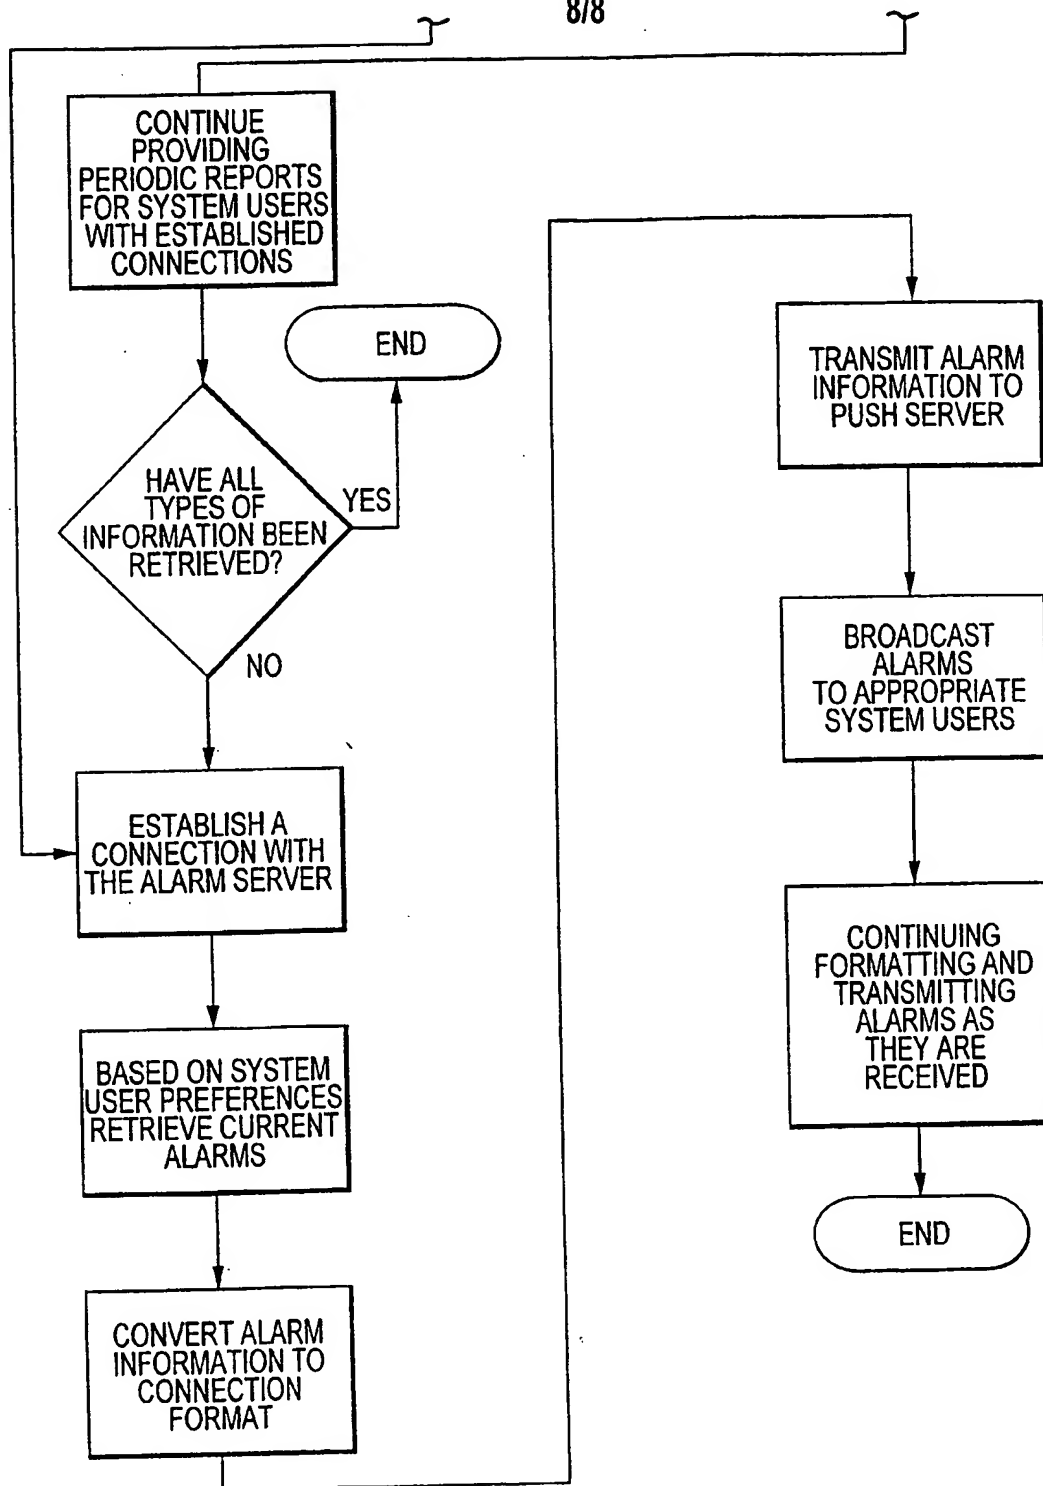 8/8
CONTINUE
PROVIDING
PERIODIC REPORTS
FOR SYSTEM USERS
WITH ESTABLISHED
CONNECTIONS
END
HAVE ALL
TYPES OF
INFORMATION BEEN
RETRIEVED?
YES
NO
ESTABLISH A
CONNECTION WITH
THE ALARM SERVER
BASED ON SYSTEM
USER PREFERENCES
RETRIEVE CURRENT
ALARMS
CONVERT ALARM
INFORMATION TO
CONNECTION
FORMAT
TRANSMIT ALARM
INFORMATION TO
PUSH SERVER
BROADCAST
ALARMS
TO APPROPRIATE
SYSTEM USERS
CONTINUING
FORMATTING AND
TRANSMITTING
ALARMS AS
THEY ARE
RECEIVED
END